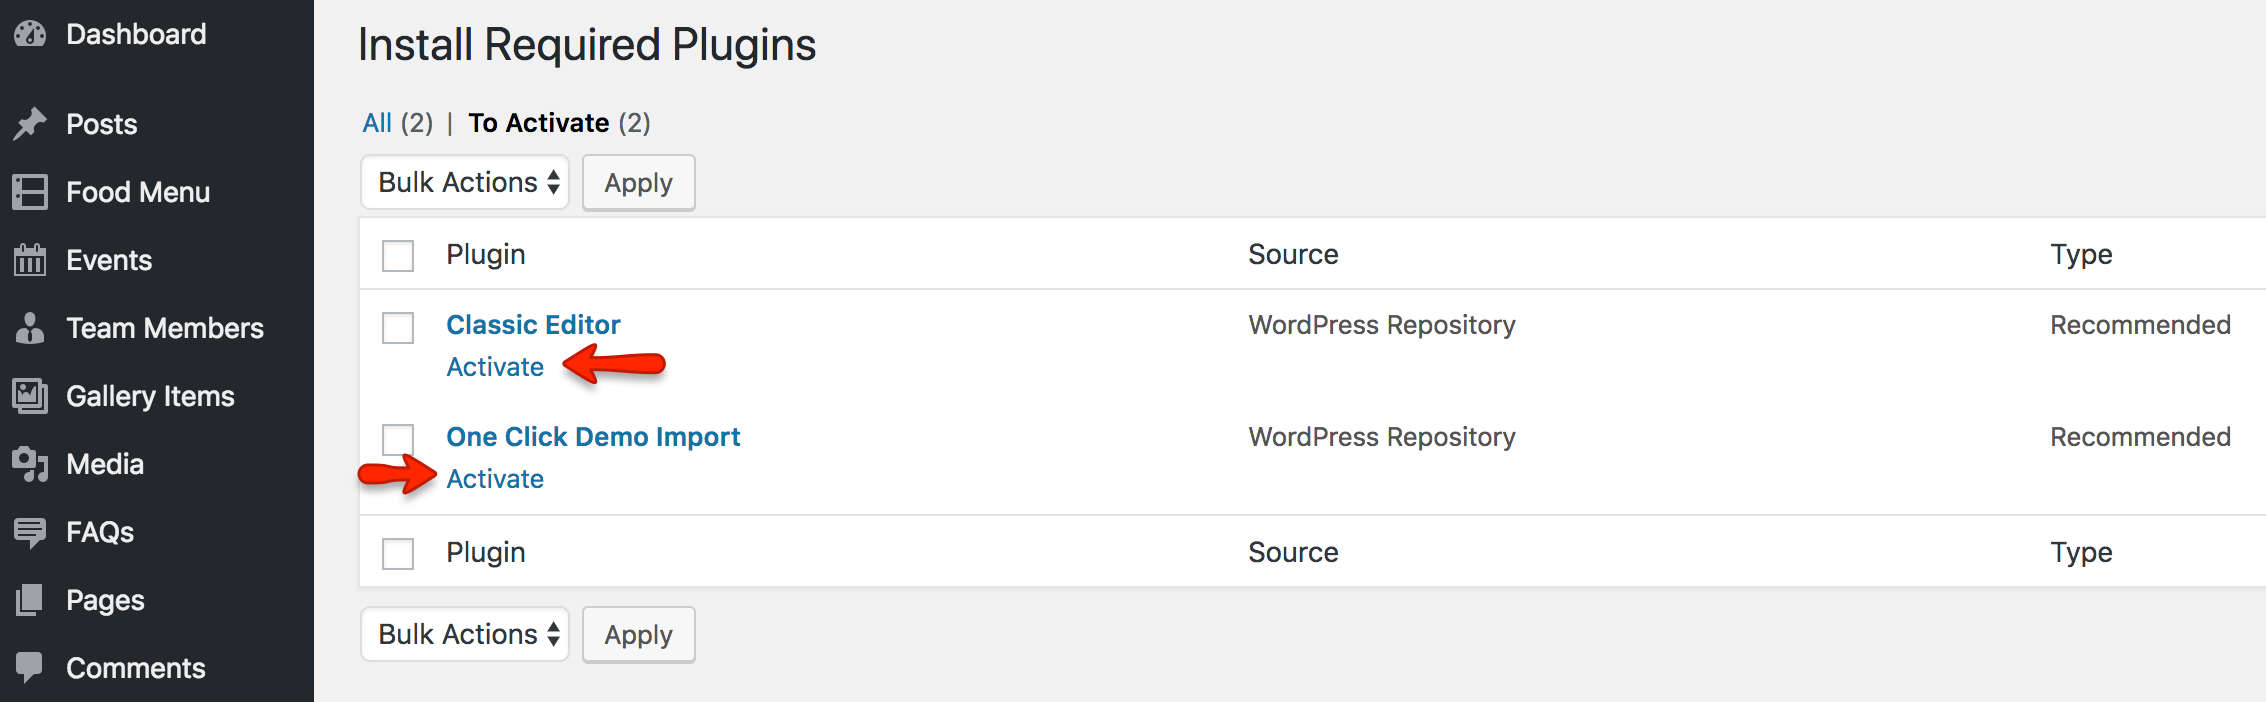 Dashboard
Posts
Food Menu
Events
Team Members
Gallery Items
Media
FAQs
Pages
Comments
Install Required Plugins
All (2) | To Activate (2)
Bulk Actions Apply
Plugin Source Type
Classic Editor WordPress Repository Recommended
Activate
One Click Demo Import WordPress Repository Recommended
Activate
Plugin Source Type
Bulk Actions Apply